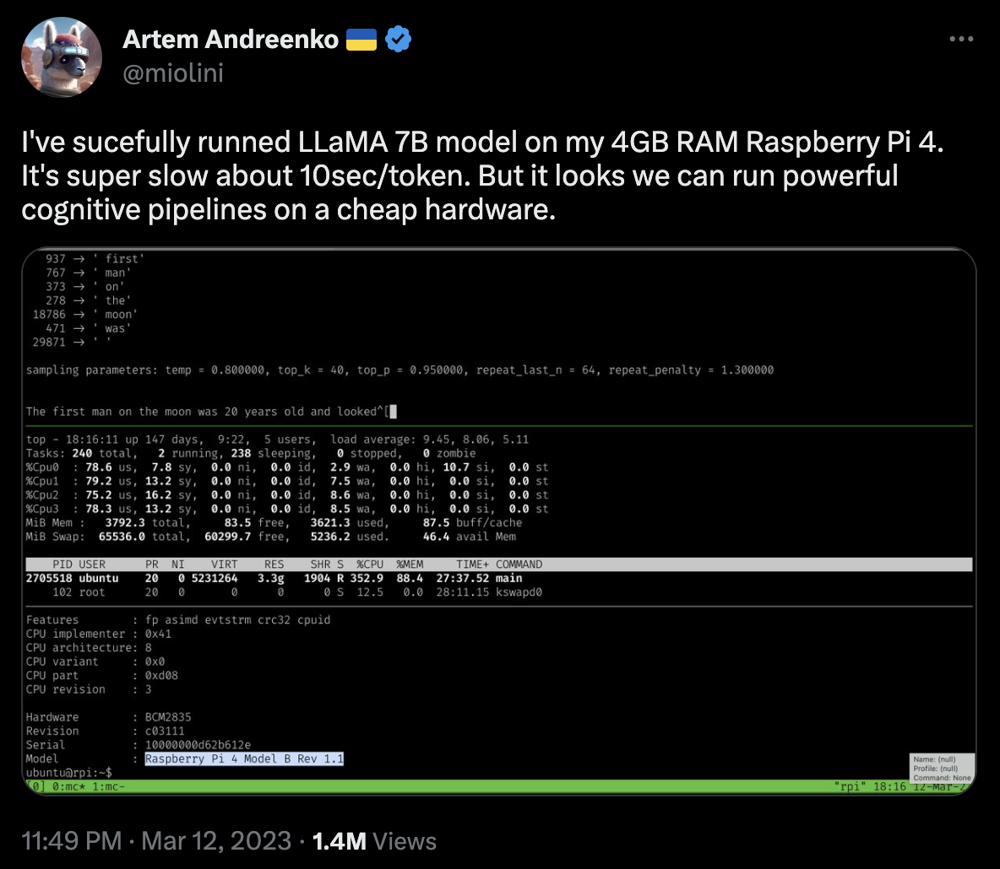 Artem Andreenko 🇺🇦
@miolini
I've sucefully runned LLaMA 7B model on my 4GB RAM Raspberry Pi 4.
It's super slow about 10sec/token. But it looks we can run powerful
cognitive pipelines on a cheap hardware.
937 → ' first'
767 → ' man'
373 → ' on'
278 → ' the'
18786 → ' moon'
471 → ' was'
29871 → ' '
sampling parameters: temp = 0.800000, top_k = 40, top_p = 0.950000, repeat_last_n = 64, repeat_penalty = 1.300000
The first man on the moon was 20 years old and looked^[
top - 18:16:11 up 147 days,  9:22,  5 users,  load average: 9.45, 8.06, 5.11
Tasks: 240 total,   2 running, 238 sleeping,   0 stopped,   0 zombie
%Cpu0  : 78.6 us,  7.8 sy,  0.0 ni,  0.0 id,  2.9 wa,  0.0 hi, 10.7 si,  0.0 st
%Cpu1  : 79.2 us, 13.2 sy,  0.0 ni,  0.0 id,  7.5 wa,  0.0 hi,  0.0 si,  0.0 st
%Cpu2  : 75.2 us, 16.2 sy,  0.0 ni,  0.0 id,  8.6 wa,  0.0 hi,  0.0 si,  0.0 st
%Cpu3  : 78.3 us, 13.2 sy,  0.0 ni,  0.0 id,  8.5 wa,  0.0 hi,  0.0 si,  0.0 st
MiB Mem :   3792.3 total,     83.5 free,   3621.3 used,     87.5 buff/cache
MiB Swap:  65536.0 total,  60299.7 free,   5236.2 used.     46.4 avail Mem
PID USER      PR  NI    VIRT    RES    SHR S  %CPU  %MEM     TIME+ COMMAND
2705518 ubuntu    20   0 5231264   3.3g   1904 R 352.9  88.4  27:37.52 main
102 root      20   0       0      0      0 S  12.5   0.0  28:11.15 kswapd0
Features        : fp asimd evtstrm crc32 cpuid
CPU implementer : 0x41
CPU architecture: 8
CPU variant     : 0x0
CPU part        : 0xd08
CPU revision    : 3
Hardware        : BCM2835
Revision        : c03111
Serial          : 10000000d62b612e
Model           : Raspberry Pi 4 Model B Rev 1.1
ubuntu@rpi:~$
Name: (null)
Profile: (null)
Command: None
[0] 0:mc* 1:mc- "rpi" 18:16 12-Mar-2
11:49 PM · Mar 12, 2023 · 1.4M Views